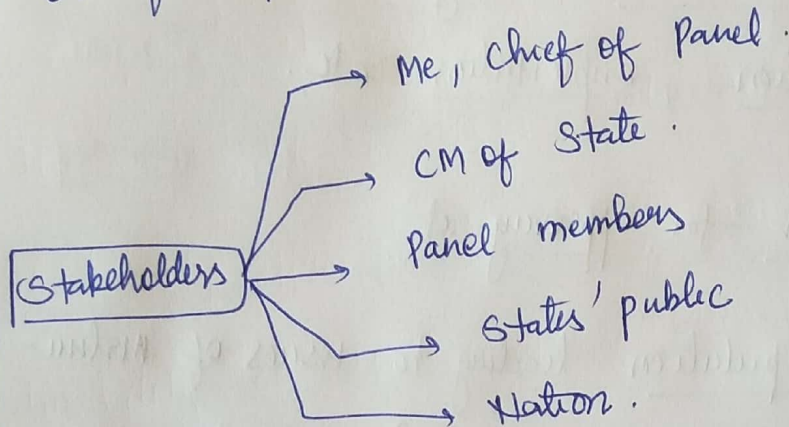 Me, Chief of Panel.
CM of State.
Panel members
Stakeholders
States' public
Nation.